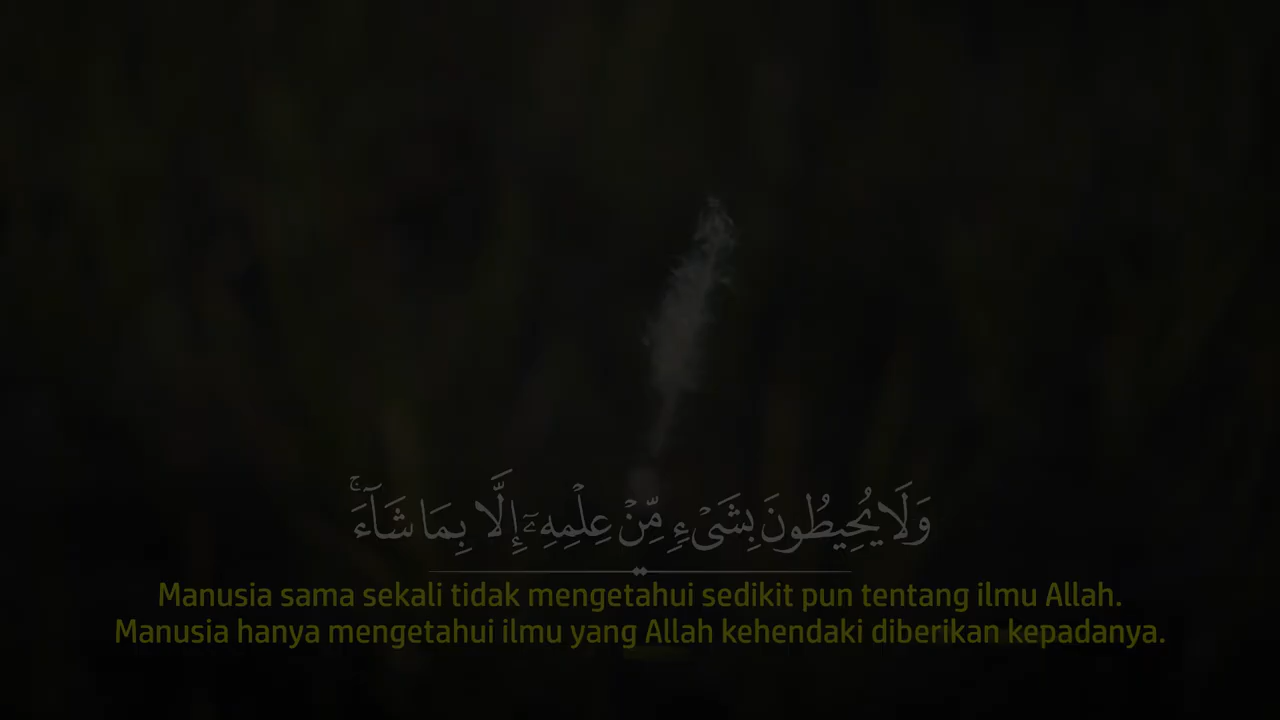 وَلَا يُحِيطُونَ بِشَىْءٍ مِّنْ عِلْمِهِۦٓ إِلَّا بِمَا شَآءَ ۚ
Manusia sama sekali tidak mengetahui sedikit pun tentang ilmu Allah.
Manusia hanya mengetahui ilmu yang Allah kehendaki diberikan kepadanya.